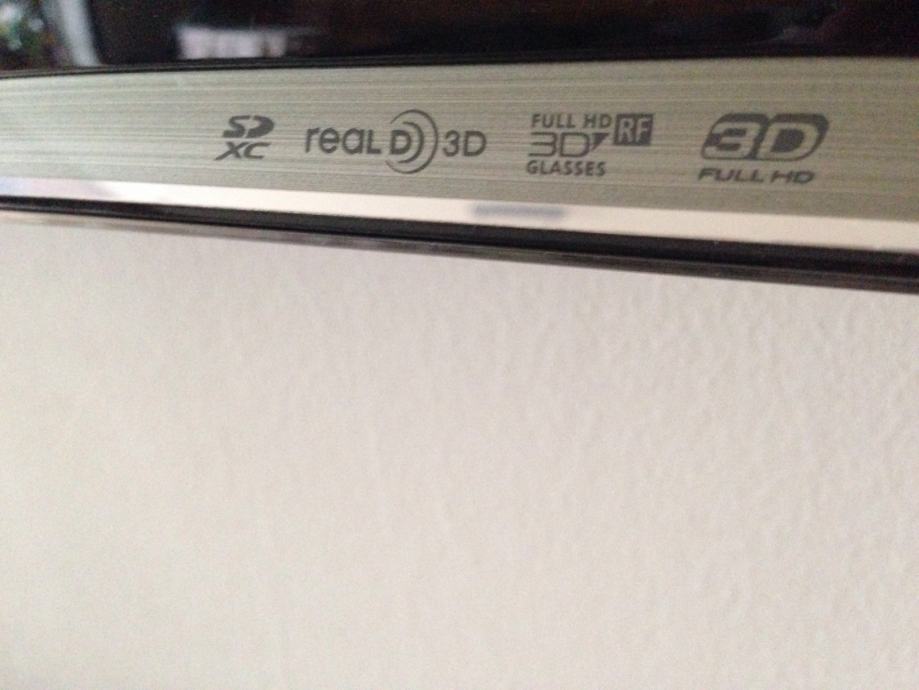 SD XC
real D 3D
FULL HD
3D RF
GLASSES
3D
FULL HD